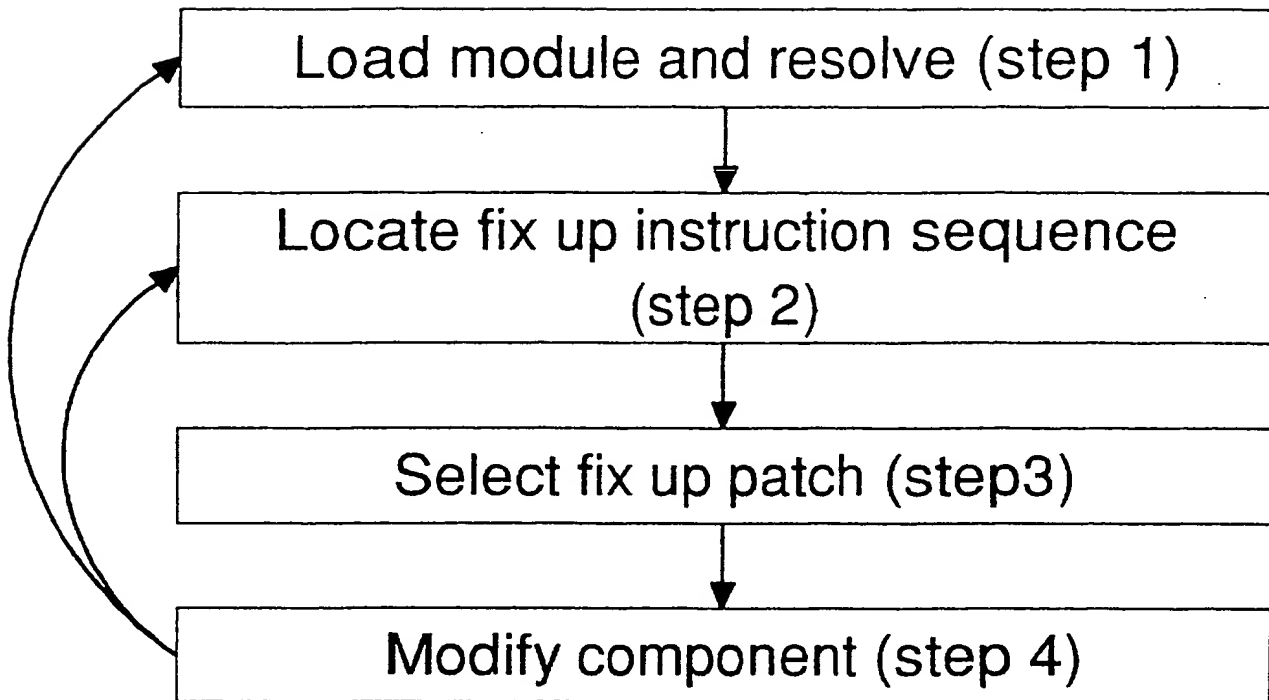 Load module and resolve (step 1)
Locate fix up instruction sequence
(step 2)
Select fix up patch (step3)
Modify component (step 4)